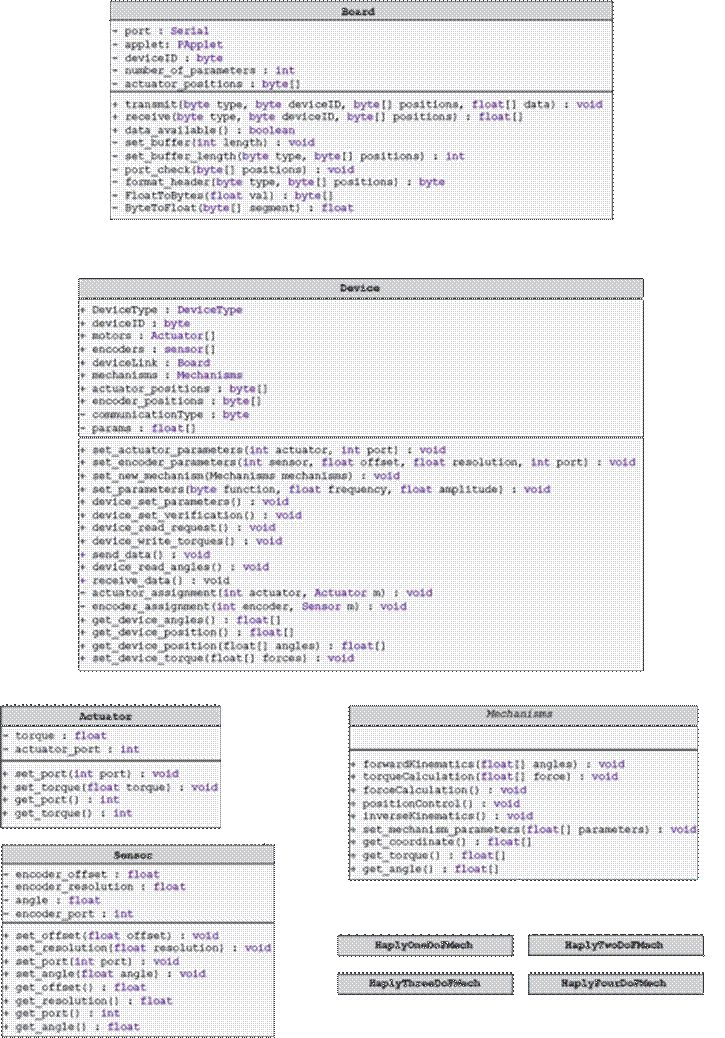 Board
- port : Serial
- applet: PApplet
- deviceID : byte
- number_of_parameters : int
- actuator_positions : byte[]
+ transmit(byte type, byte deviceID, byte[] positions, float[] data) : void
+ receive(byte type, byte deviceID, byte[] positions) : float[]
+ data_available() : boolean
- set_buffer(int length) : void
- set_buffer_length(byte type, byte[] positions) : int
- port_check(byte[] positions) : void
- format_header(byte type, byte[] positions) : byte
- FloatToBytes(float val) : byte[]
- ByteToFloat(byte[] segment) : float
Device
+ DeviceType : DeviceType
+ deviceID : byte
+ motors : Actuator[]
+ encoders : sensor[]
+ deviceLink : Board
+ mechanisms : Mechanisms
+ actuator_positions : byte[]
+ encoder_positions : byte[]
- communicationType : byte
- params : float[]
+ set_actuator_parameters(int actuator, int port) : void
+ set_encoder_parameters(int sensor, float offset, float resolution, int port) : void
+ set_new_mechanism(Mechanisms mechanisms) : void
+ set_parameters(byte function, float frequency, float amplitude) : void
+ device_set_parameters() : void
+ device_set_verification() : void
+ device_read_request() : void
+ device_write_torques() : void
+ send_data() : void
+ device_read_angles() : void
+ receive_data() : void
- actuator_assignment(int actuator, Actuator m) : void
- encoder_assignment(int encoder, Sensor m) : void
+ get_device_angles() : float[]
+ get_device_position() : float[]
+ get_device_position(float[] angles) : float[]
+ set_device_torque(float[] forces) : void
Actuator
- torque : float
- actuator_port : int
+ set_port(int port) : void
+ set_torque(float torque) : void
+ get_port() : int
+ get_torque() : int
Mechanisms
+ forwardKinematics(float[] angles) : void
+ torqueCalculation(float[] force) : void
+ forceCalculation() : void
+ positionControl() : void
+ inverseKinematics() : void
+ set_mechanism_parameters(float[] parameters) : void
+ get_coordinate() : float[]
+ get_torque() : float[]
+ get_angle() : float[]
Sensor
- encoder_offset : float
- encoder_resolution : float
- angle : float
- encoder_port : int
+ set_offset(float offset) : void
+ set_resolution(float resolution) : void
+ set_port(int port) : void
+ set_angle(float angle) : void
+ get_offset() : float
+ get_resolution() : float
+ get_port() : int
+ get_angle() : float
HaplyOneDoFMech
HaplyTwoDoFMech
HaplyThreeDoFMech
HaplyFourDoFMech